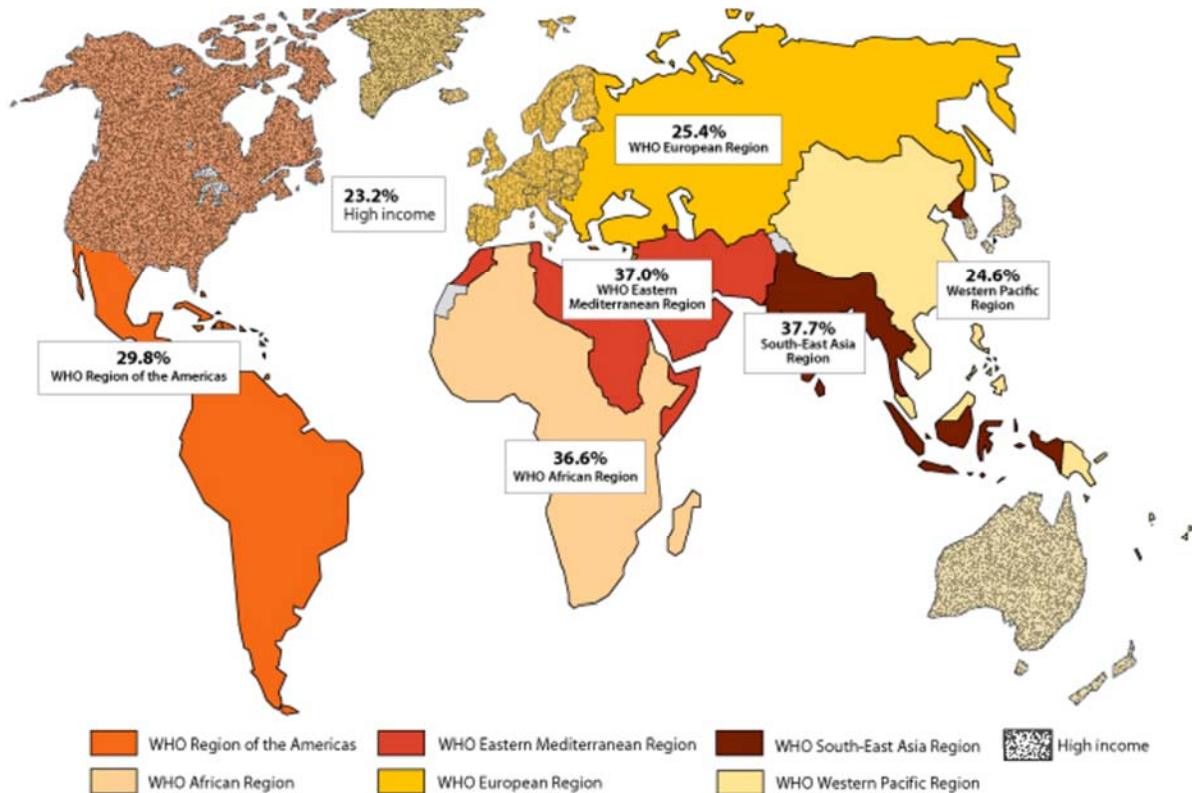 25.4%
WHO European Region
23.2%
High income
37.0%
WHO Eastern
Mediterranean Region
24.6%
Western Pacific
Region
37.7%
South-East Asia
Region
29.8%
WHO Region of the Americas
36.6%
WHO African Region
WHO Region of the Americas
WHO Eastern Mediterranean Region
WHO South-East Asia Region
High income
WHO African Region
WHO European Region
WHO Western Pacific Region